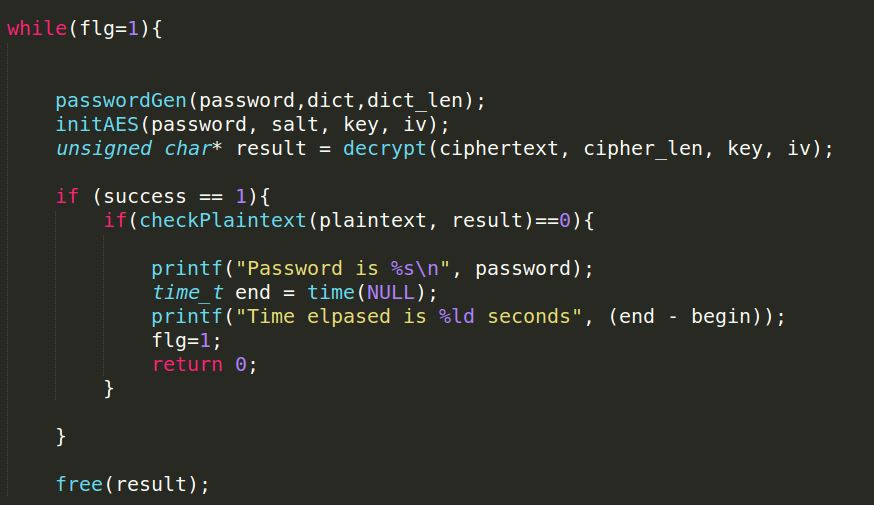 while(flg=1){
passwordGen(password,dict,dict_len);
initAES(password, salt, key, iv);
unsigned char* result = decrypt(ciphertext, cipher_len, key, iv);
if (success == 1){
if(checkPlaintext(plaintext, result)==0){
printf("Password is %s\n", password);
time_t end = time(NULL);
printf("Time elpased is %ld seconds", (end - begin));
flg=1;
return 0;
}
}
free(result);